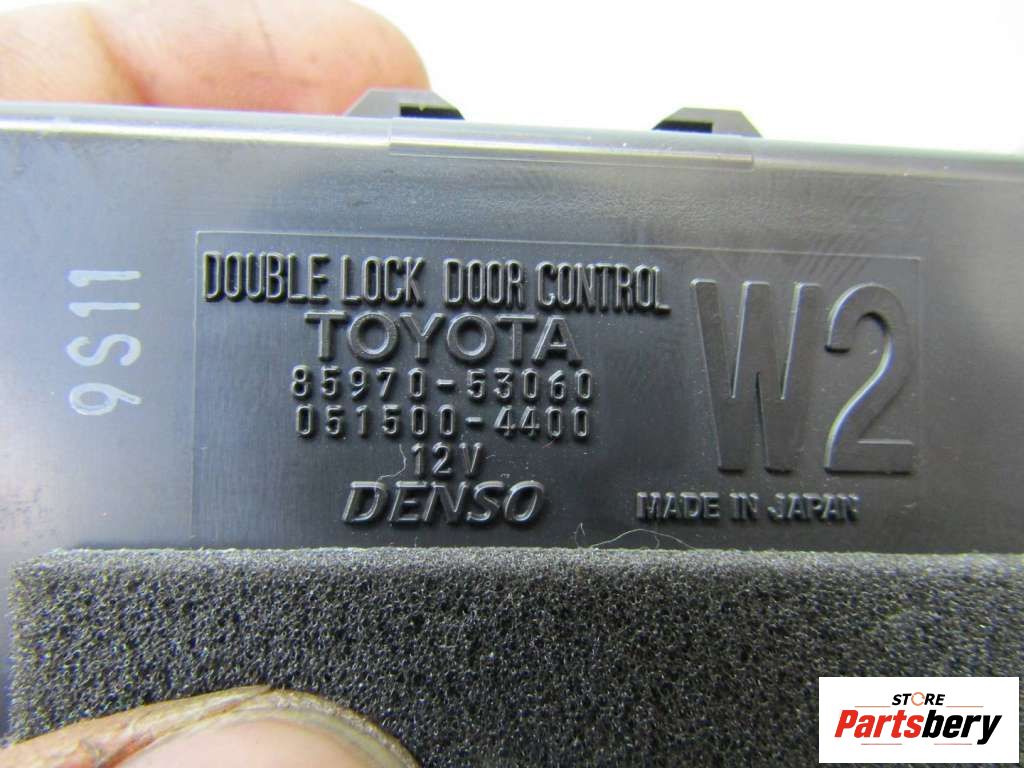 DOUBLE LOCK DOOR CONTROL
TOYOTA
85970-53060
051500-4400
12V
DENSO
W2
MADE IN JAPAN
9S11
STORE
Partsbery